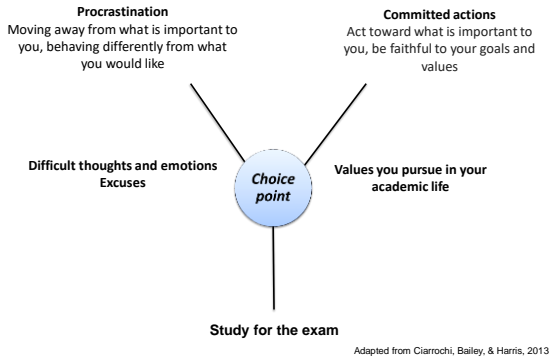 Procrastination
Moving away from what is important to
you, behaving differently from what
you would like
Committed actions
Act toward what is important to
you, be faithful to your goals and
values
Difficult thoughts and emotions
Excuses
Choice
point
Values you pursue in your
academic life
Study for the exam
Adapted from Ciarrochi, Bailey, & Harris, 2013